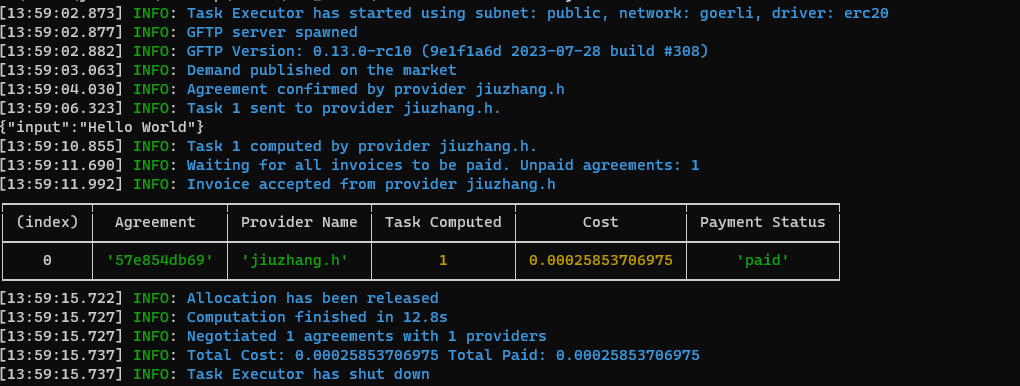 [13:59:02.873] INFO: Task Executor has started using subnet: public, network: goerli, driver: erc20
[13:59:02.877] INFO: GFTP server spawned
[13:59:02.882] INFO: GFTP Version: 0.13.0-rc10 (9e1f1a6d 2023-07-28 build #308)
[13:59:03.063] INFO: Demand published on the market
[13:59:04.030] INFO: Agreement confirmed by provider jiuzhang.h
[13:59:06.323] INFO: Task 1 sent to provider jiuzhang.h.
{"input":"Hello World"}
[13:59:10.855] INFO: Task 1 computed by provider jiuzhang.h.
[13:59:11.690] INFO: Waiting for all invoices to be paid. Unpaid agreements: 1
[13:59:11.992] INFO: Invoice accepted from provider jiuzhang.h
(index) Agreement Provider Name Task Computed Cost Payment Status
0 '57e854db69' 'jiuzhang.h' 1 0.00025853706975 'paid'
[13:59:15.722] INFO: Allocation has been released
[13:59:15.727] INFO: Computation finished in 12.8s
[13:59:15.727] INFO: Negotiated 1 agreements with 1 providers
[13:59:15.737] INFO: Total Cost: 0.00025853706975 Total Paid: 0.00025853706975
[13:59:15.737] INFO: Task Executor has shut down